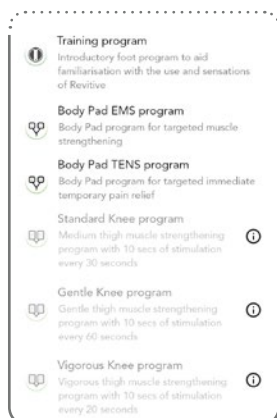 Training program
Introductory foot program to aid
familiarisation with the use and sensations
of Revitive
Body Pad EMS program
Body Pad program for targeted muscle
strengthening
Body Pad TENS program
Body Pad program for targeted immediate
temporary pain relief
Standard Knee program
Medium thigh muscle strengthening
program with 10 secs of stimulation
every 30 seconds
Gentle Knee program
Gentle thigh muscle strengthening
program with 10 secs of stimulation
every 60 seconds
Vigorous Knee program
Vigorous thigh muscle strengthening
program with 10 secs of stimulation
every 20 seconds